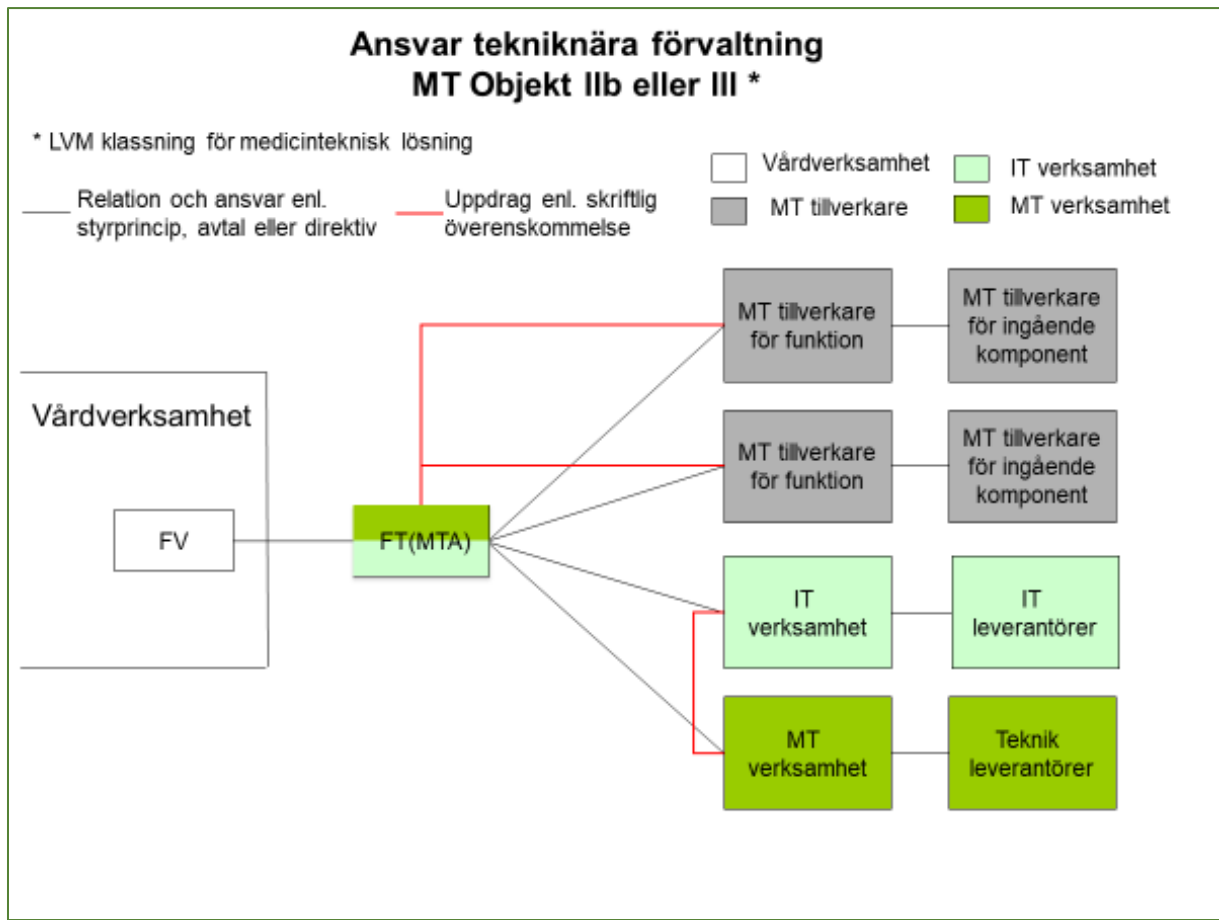 Ansvar tekniknära förvaltning
MT Objekt IIb eller III *
* LVM klassning för medicinteknisk lösning
Relation och ansvar enl.
styrprincip, avtal eller direktiv
Uppdrag enl. skriftlig
överenskommelse
Vårdverksamhet
IT verksamhet
MT tillverkare
MT verksamhet
MT tillverkare
för funktion
MT tillverkare
för ingående
komponent
Vårdverksamhet
MT tillverkare
för funktion
MT tillverkare
för ingående
komponent
FV
FT(MTA)
IT
verksamhet
IT
leverantörer
MT
verksamhet
Teknik
leverantörer